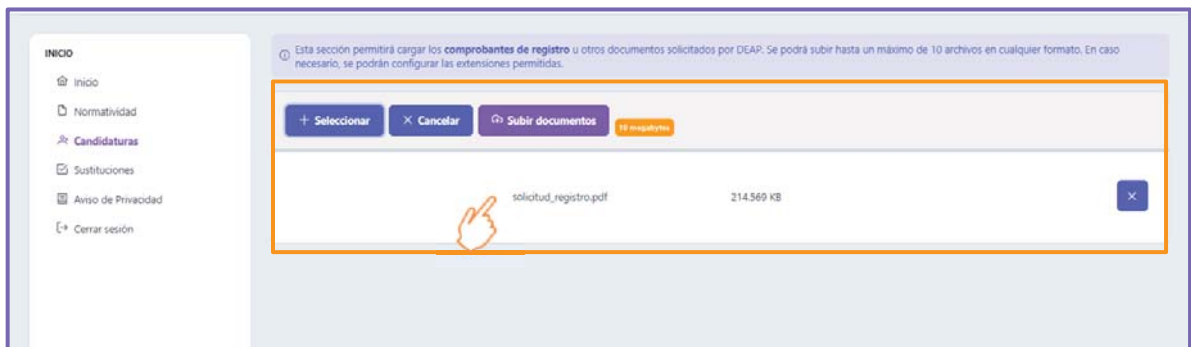 INICIO
Inicio
Normatividad
Candidaturas
Sustituciones
Aviso de Privacidad
Cerrar sesión
Esta sección permitirá cargar los comprobantes de registro u otros documentos solicitados por DEAP. Se podrá subir hasta un máximo de 10 archivos en cualquier formato. En caso
necesario, se podrán configurar las extensiones permitidas.
+ Seleccionar × Cancelar Subir documentos 10 megabytes
solicitud_registro.pdf 214.569 KB ×